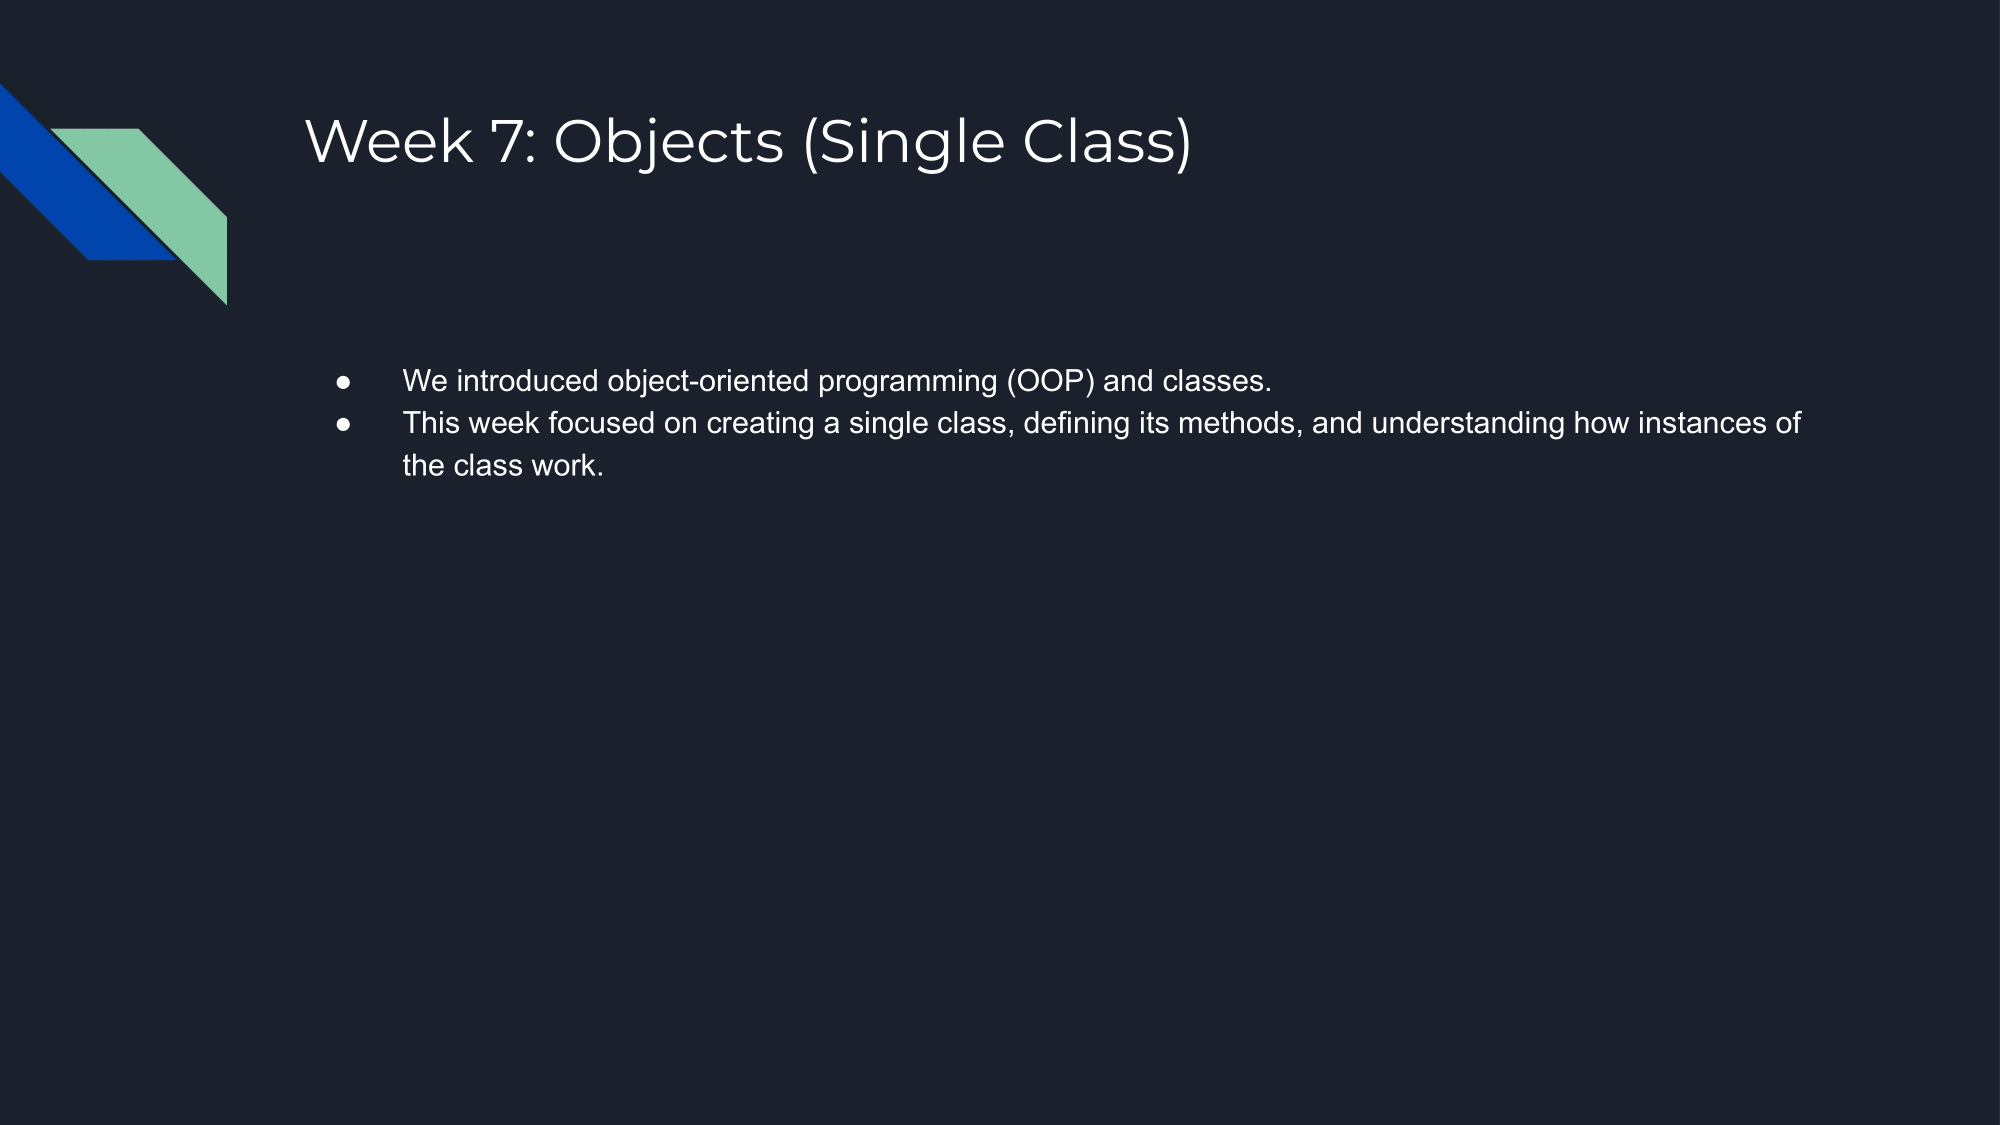 Week 7: Objects (Single Class)
● We introduced object-oriented programming (OOP) and classes.
● This week focused on creating a single class, defining its methods, and understanding how instances of
the class work.